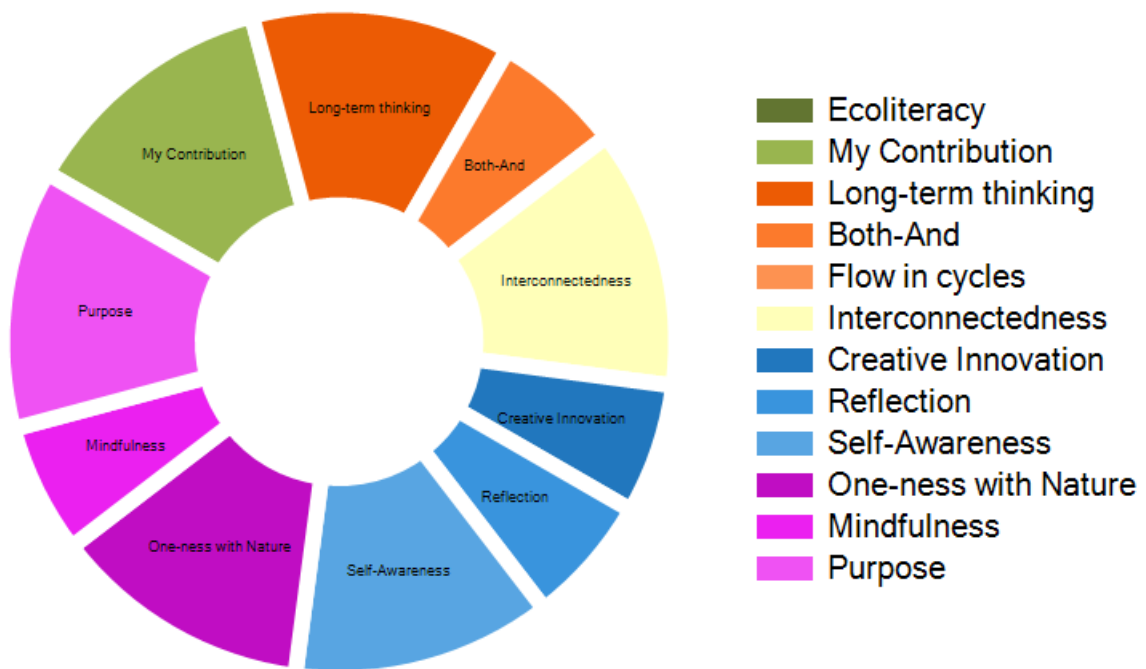 Long-term thinking
My Contribution
Both-And
Interconnectedness
Purpose
Creative Innovation
Mindfulness
Reflection
One-ness with Nature
Self-Awareness
Ecoliteracy
My Contribution
Long-term thinking
Both-And
Flow in cycles
Interconnectedness
Creative Innovation
Reflection
Self-Awareness
One-ness with Nature
Mindfulness
Purpose